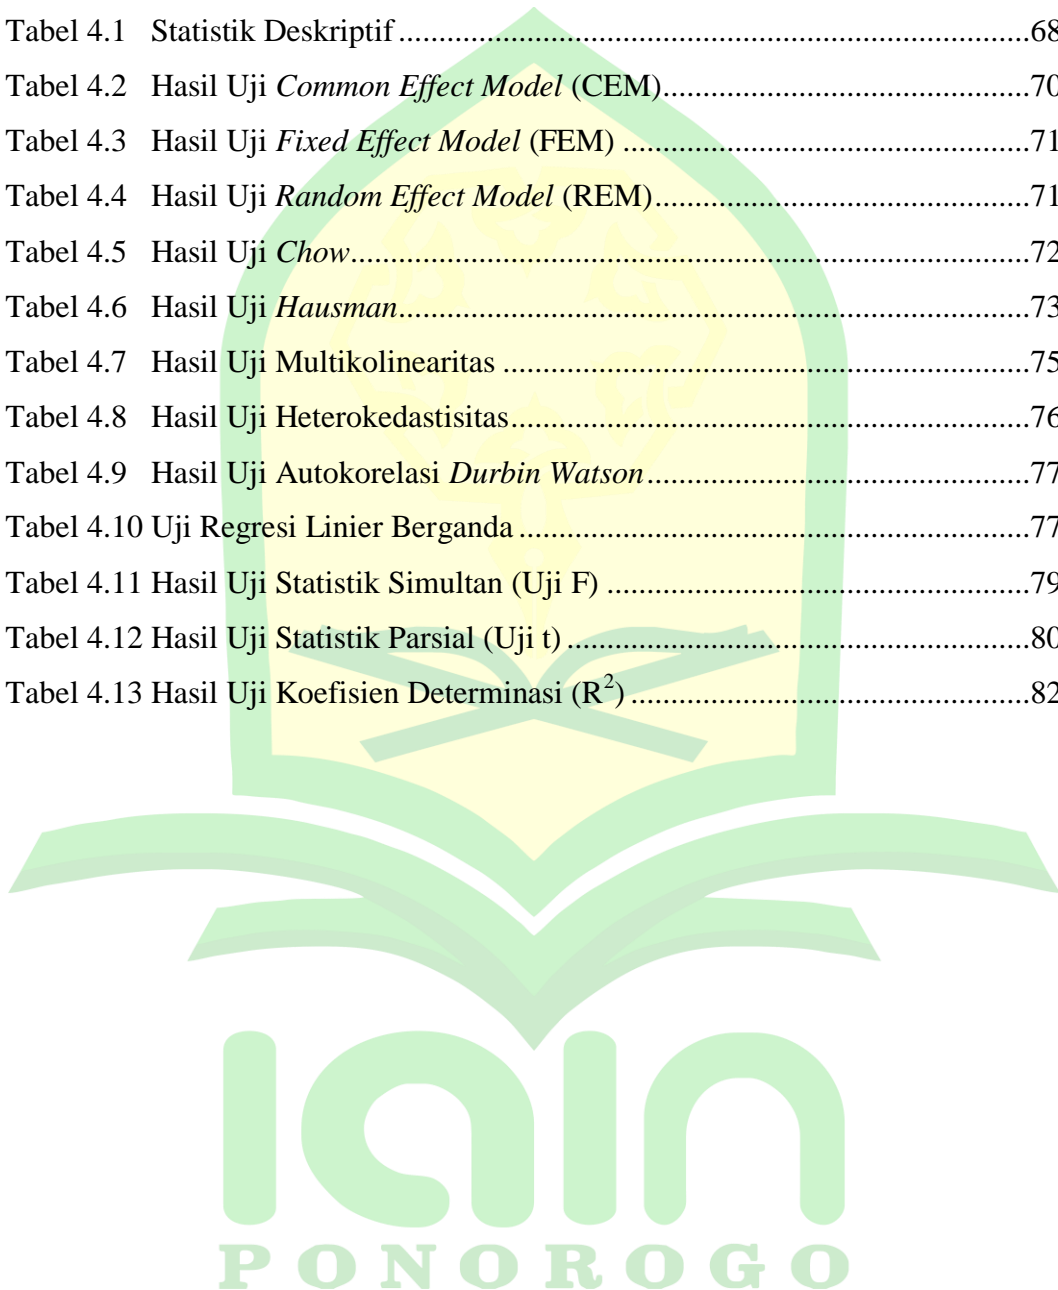 Tabel 4.1 Statistik Deskriptif ........................................................................................68
Tabel 4.2 Hasil Uji Common Effect Model (CEM)...................................................70
Tabel 4.3 Hasil Uji Fixed Effect Model (FEM) .........................................................71
Tabel 4.4 Hasil Uji Random Effect Model (REM).....................................................71
Tabel 4.5 Hasil Uji Chow...............................................................................................72
Tabel 4.6 Hasil Uji Hausman.........................................................................................73
Tabel 4.7 Hasil Uji Multikolinearitas ..........................................................................75
Tabel 4.8 Hasil Uji Heterokedastisitas.........................................................................76
Tabel 4.9 Hasil Uji Autokorelasi Durbin Watson......................................................77
Tabel 4.10 Uji Regresi Linier Berganda .......................................................................77
Tabel 4.11 Hasil Uji Statistik Simultan (Uji F) ...........................................................79
Tabel 4.12 Hasil Uji Statistik Parsial (Uji t) ................................................................80
Tabel 4.13 Hasil Uji Koefisien Determinasi (R²) ........................................................82
iain
PONOROGO